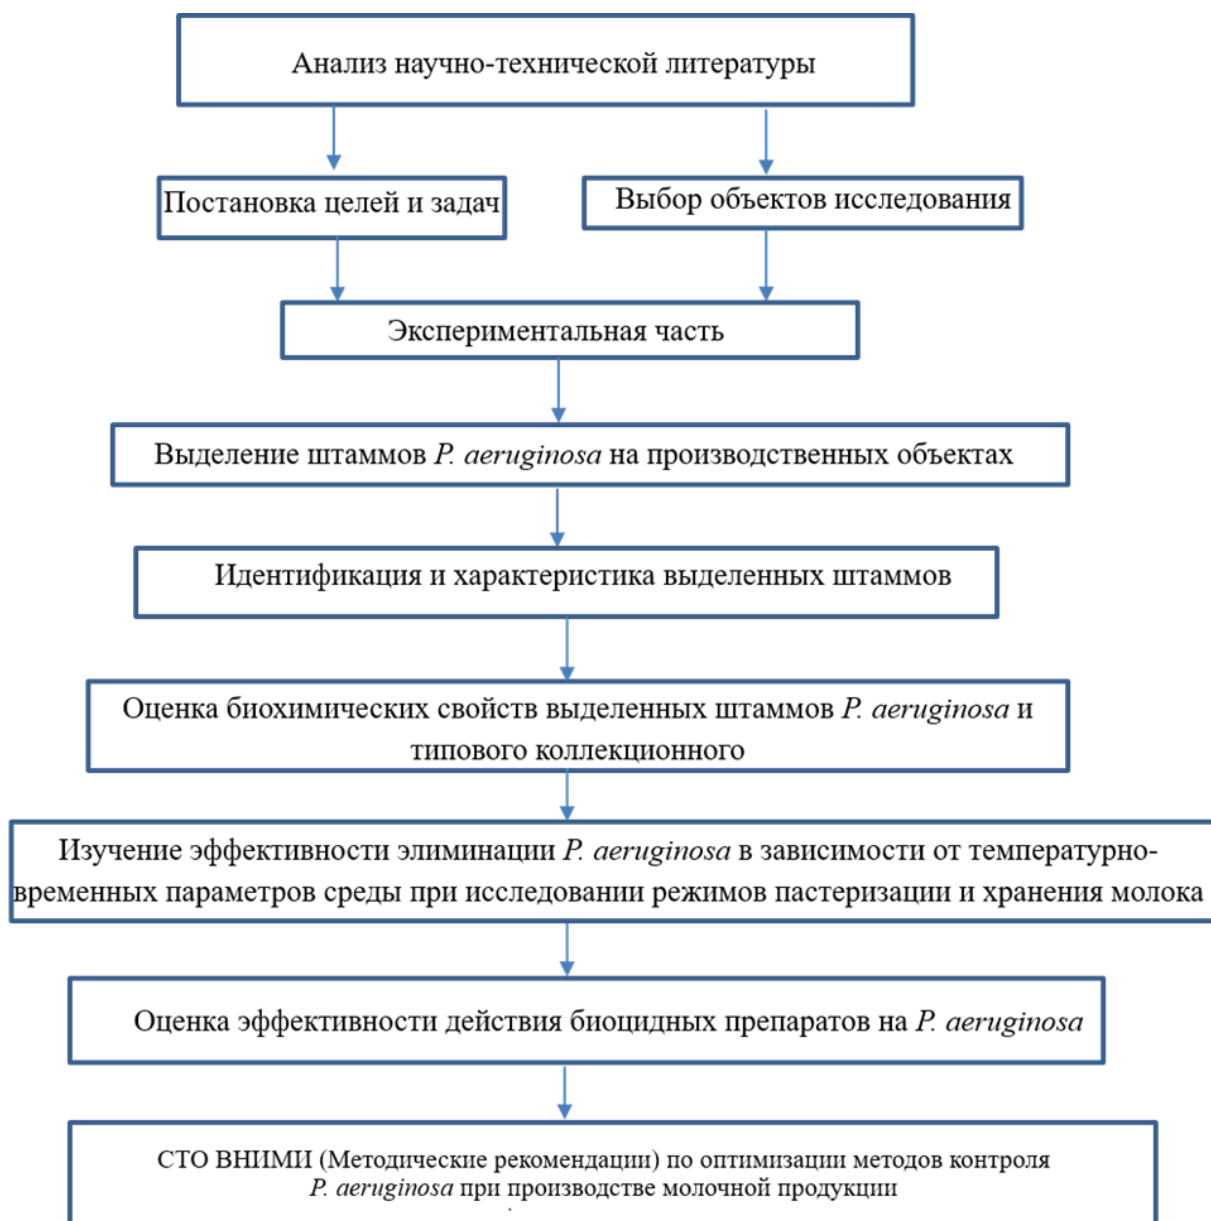 Анализ научно-технической литературы
Постановка целей и задач
Выбор объектов исследования
Экспериментальная часть
Выделение штаммов P. aeruginosa на производственных объектах
Идентификация и характеристика выделенных штаммов
Оценка биохимических свойств выделенных штаммов P. aeruginosa и
типового коллекционного
Изучение эффективности элиминации P. aeruginosa в зависимости от температурно-
временных параметров среды при исследовании режимов пастеризации и хранения молока
Оценка эффективности действия биоцидных препаратов на P. aeruginosa
СТО ВНИМИ (Методические рекомендации) по оптимизации методов контроля
P. aeruginosa при производстве молочной продукции